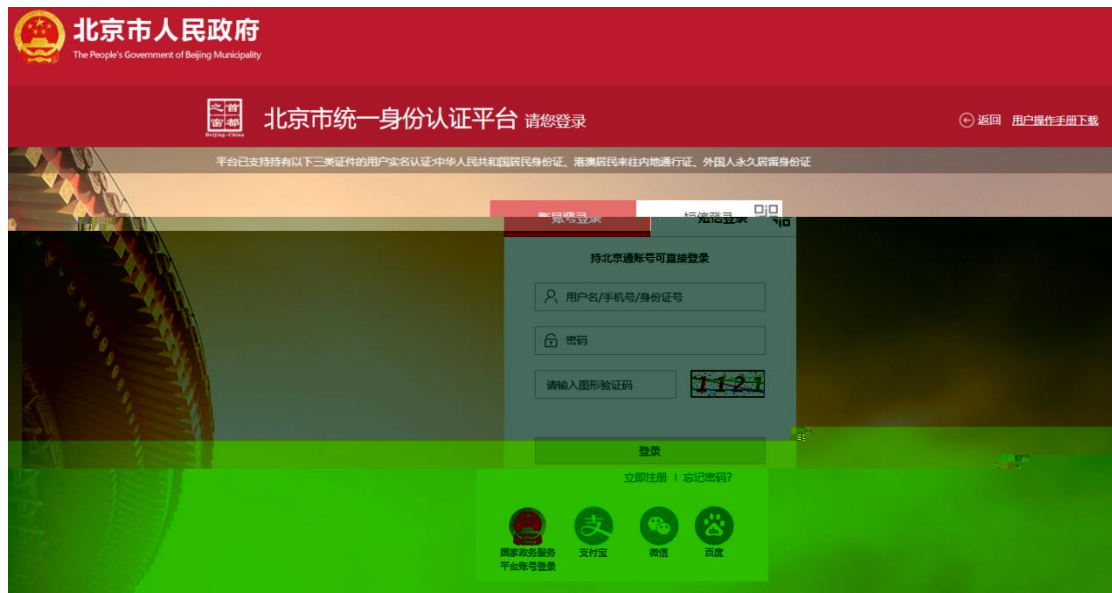 北京市人民政府
The People's Government of Beijing Municipality
首都之窗
Beijing-China
北京市统一身份认证平台 请您登录
返回 用户操作手册下载
平台已支持持有以下三类证件的用户实名认证:中华人民共和国居民身份证、港澳居民来往内地通行证、外国人永久居留身份证
账号登录 短信登录
持北京通账号可直接登录
用户名/手机号/身份证号
密码
请输入图形验证码 1121
登录
立即注册 | 忘记密码?
国家政务服务 支付宝 微信 百度
平台账号登录